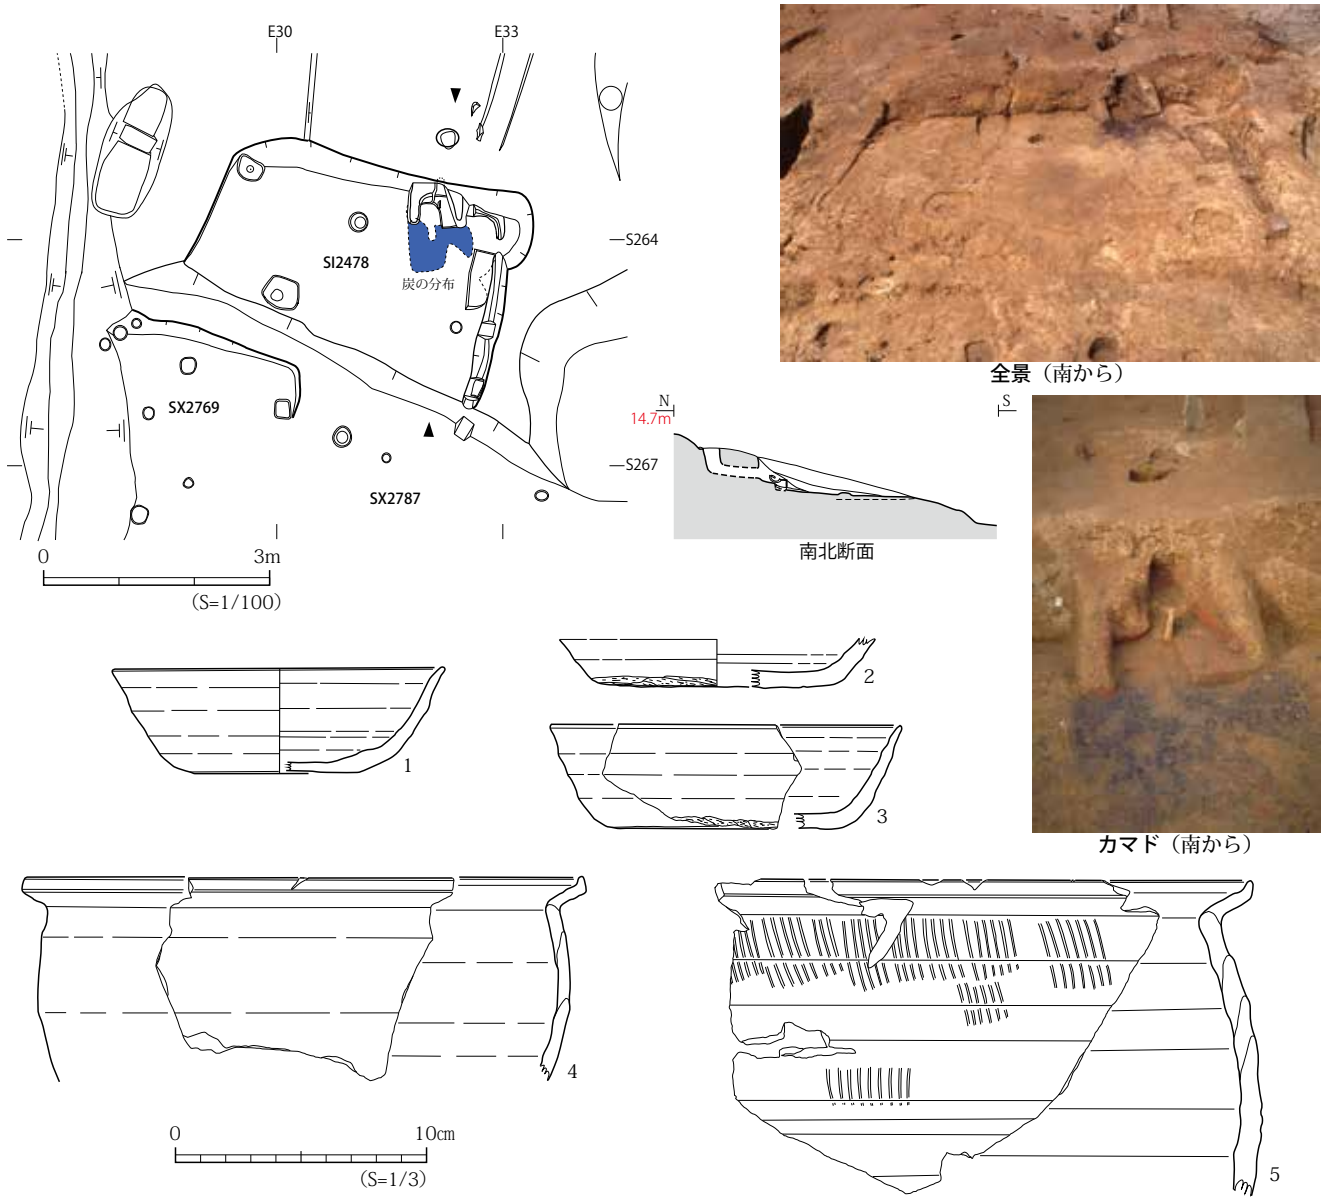 E30
E33
S264
SI2478
炭の分布
全景（南から）
N
S
14.7m
SX2769
S267
SX2787
南北断面
0
3m
(S=1/100)
1
2
3
カマド（南から）
4
5
0
10㎝
(S=1/3)